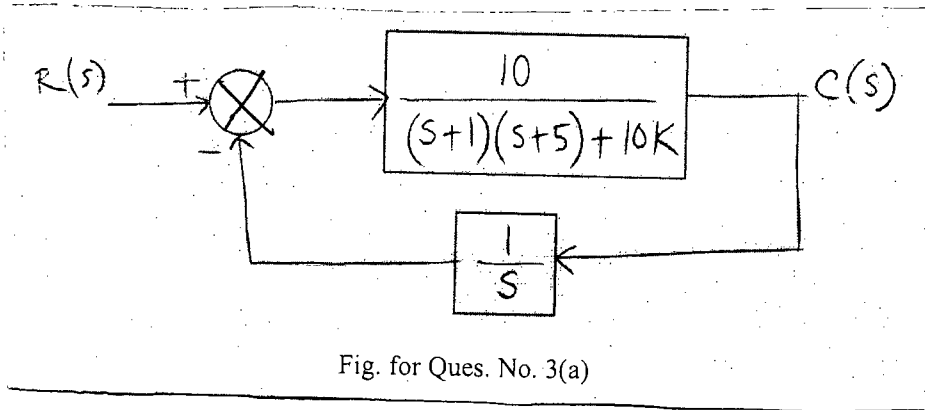 R(s)
+
10
(s+1)(s+5)+10K
C(s)
−
1
s
Fig. for Ques. No. 3(a)